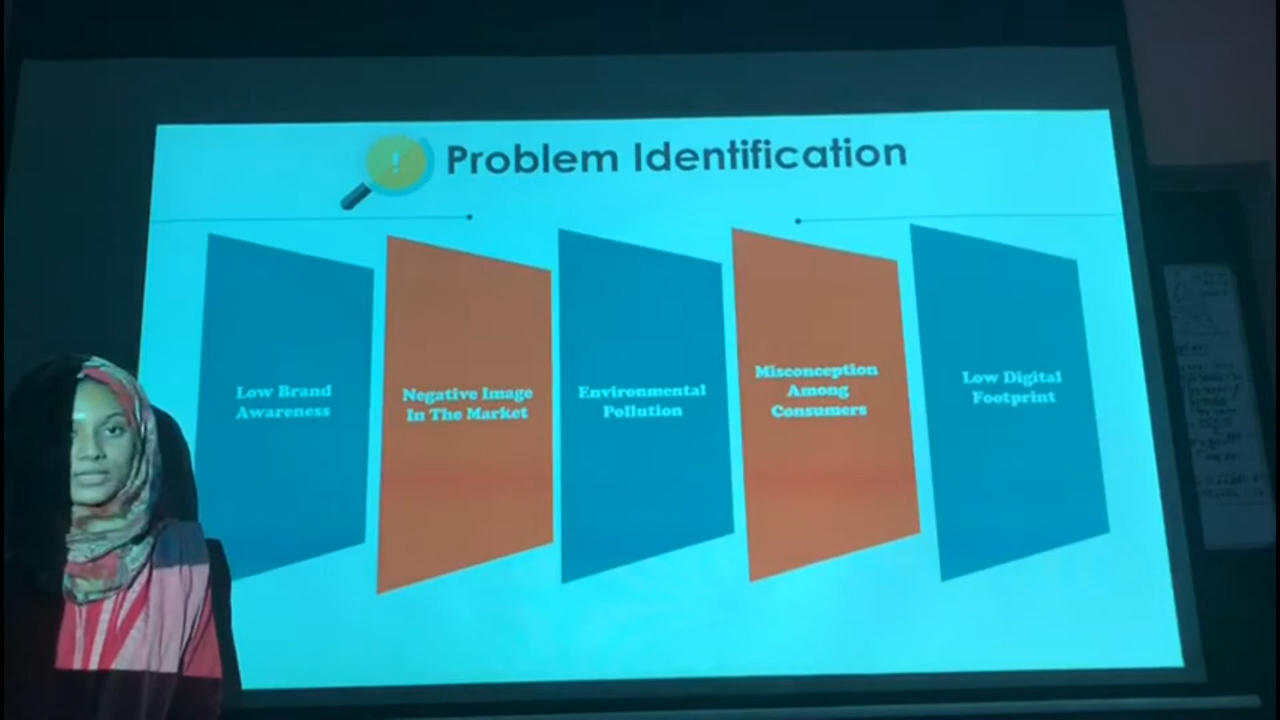 !
Problem Identification
Low Brand
Awareness
Negative Image
In The Market
Environmental
Pollution
Misconception
Among
Consumers
Low Digital
Footprint